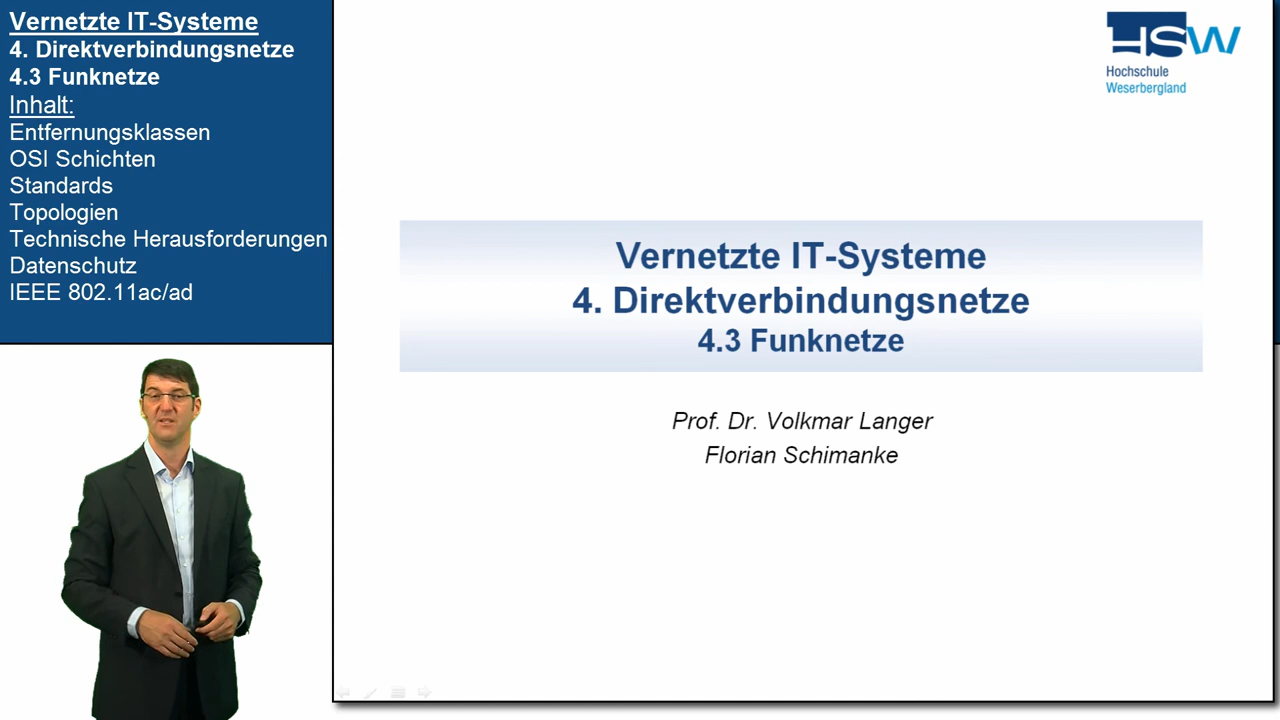 Vernetzte IT-Systeme
4. Direktverbindungsnetze
4.3 Funknetze
Inhalt:
Entfernungsklassen
OSI Schichten
Standards
Topologien
Technische Herausforderungen
Datenschutz
IEEE 802.11ac/ad
HSW
Hochschule
Weserbergland
Vernetzte IT-Systeme
4. Direktverbindungsnetze
4.3 Funknetze
Prof. Dr. Volkmar Langer
Florian Schimanke